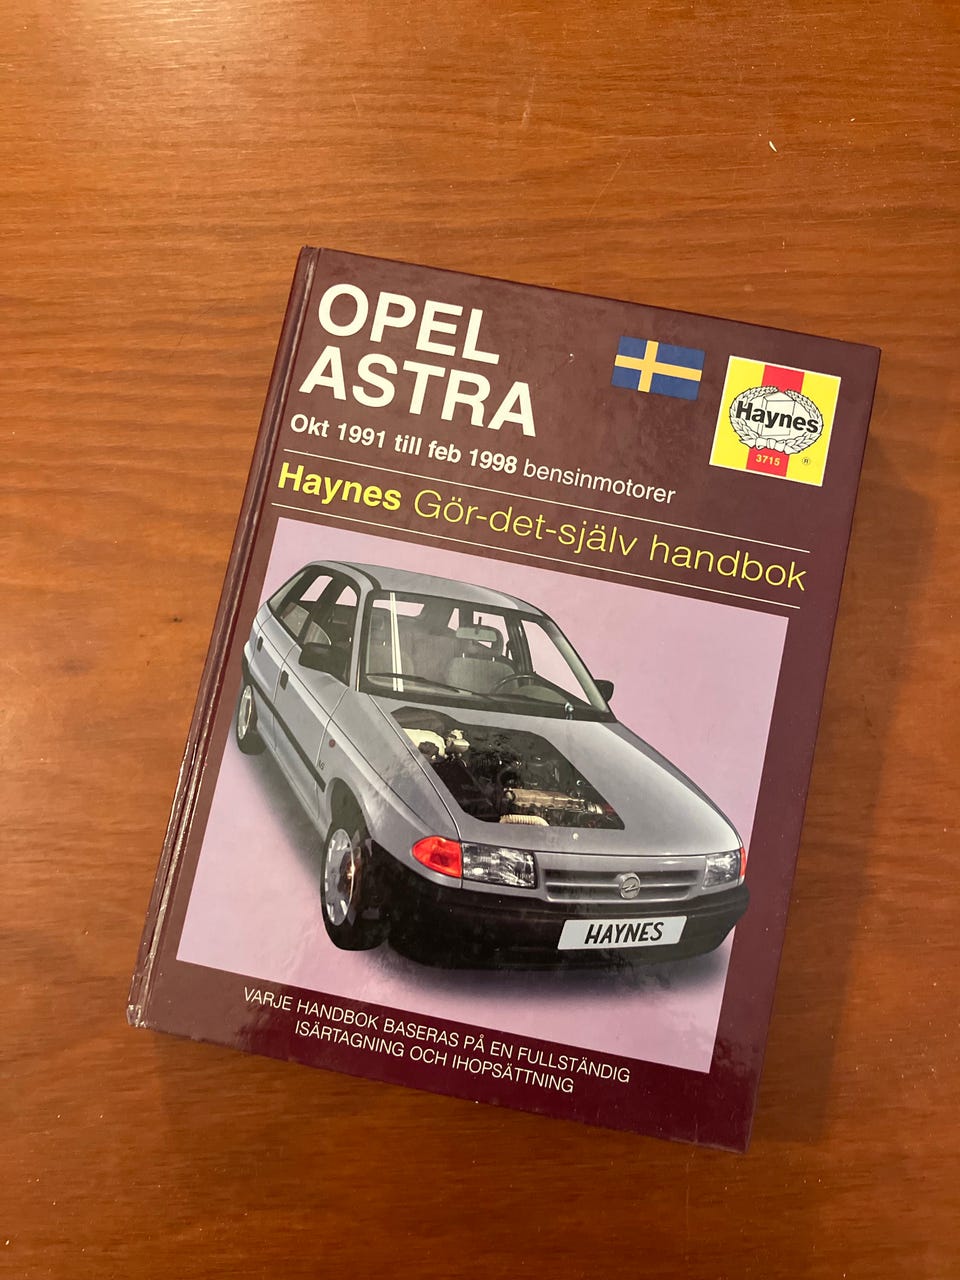 OPEL
ASTRA
Okt 1991 till feb 1998 bensinmotorer
Haynes
3715
®
Haynes Gör-det-själv handbok
HAYNES
VARJE HANDBOK BASERAS PÅ EN FULLSTÄNDIG
ISÄRTAGNING OCH IHOPSÄTTNING